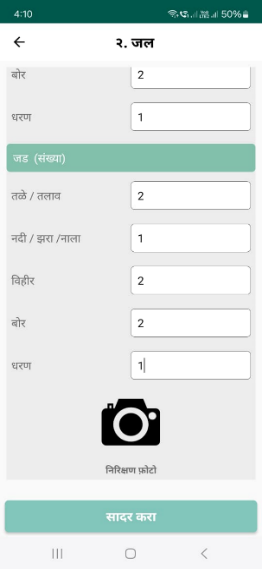 4:10 50%
२. जल
बोर 2
धरण 1
जड (संख्या)
तळे / तलाव 2
नदी / झरा /नाला 1
विहीर 2
बोर 2
धरण 1
निरिक्षण फ़ोटो
सादर करा